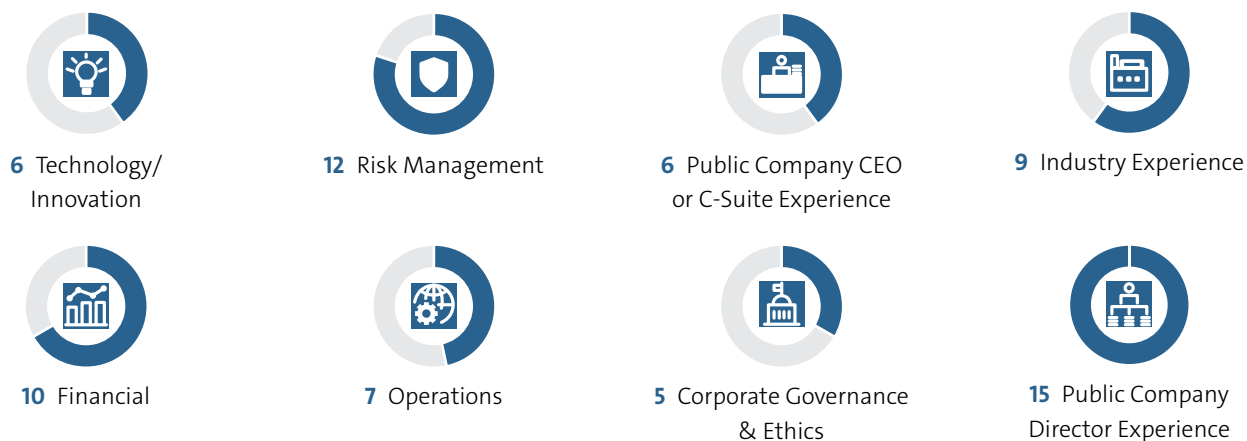 6 Technology/
Innovation
12 Risk Management
6 Public Company CEO
or C-Suite Experience
9 Industry Experience
10 Financial
7 Operations
5 Corporate Governance
& Ethics
15 Public Company
Director Experience